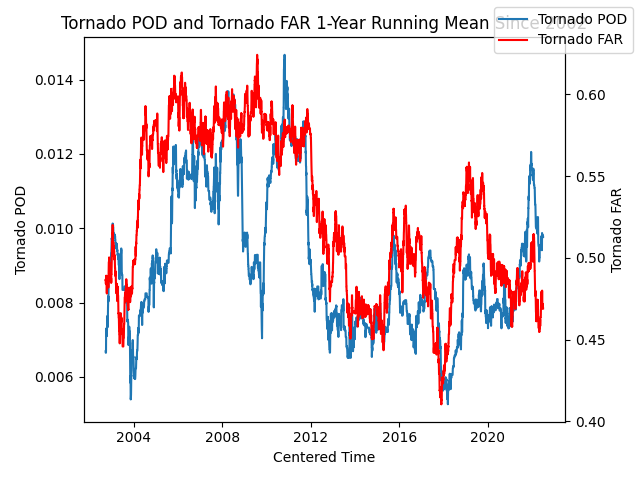 Tornado POD and Tornado FAR 1-Year Running Mean Since 2002
Tornado POD
Tornado FAR
0.014
0.012
0.010
0.008
0.006
Tornado POD
0.60
0.55
0.50
0.45
0.40
Tornado FAR
2004 2008 2012 2016 2020
Centered Time